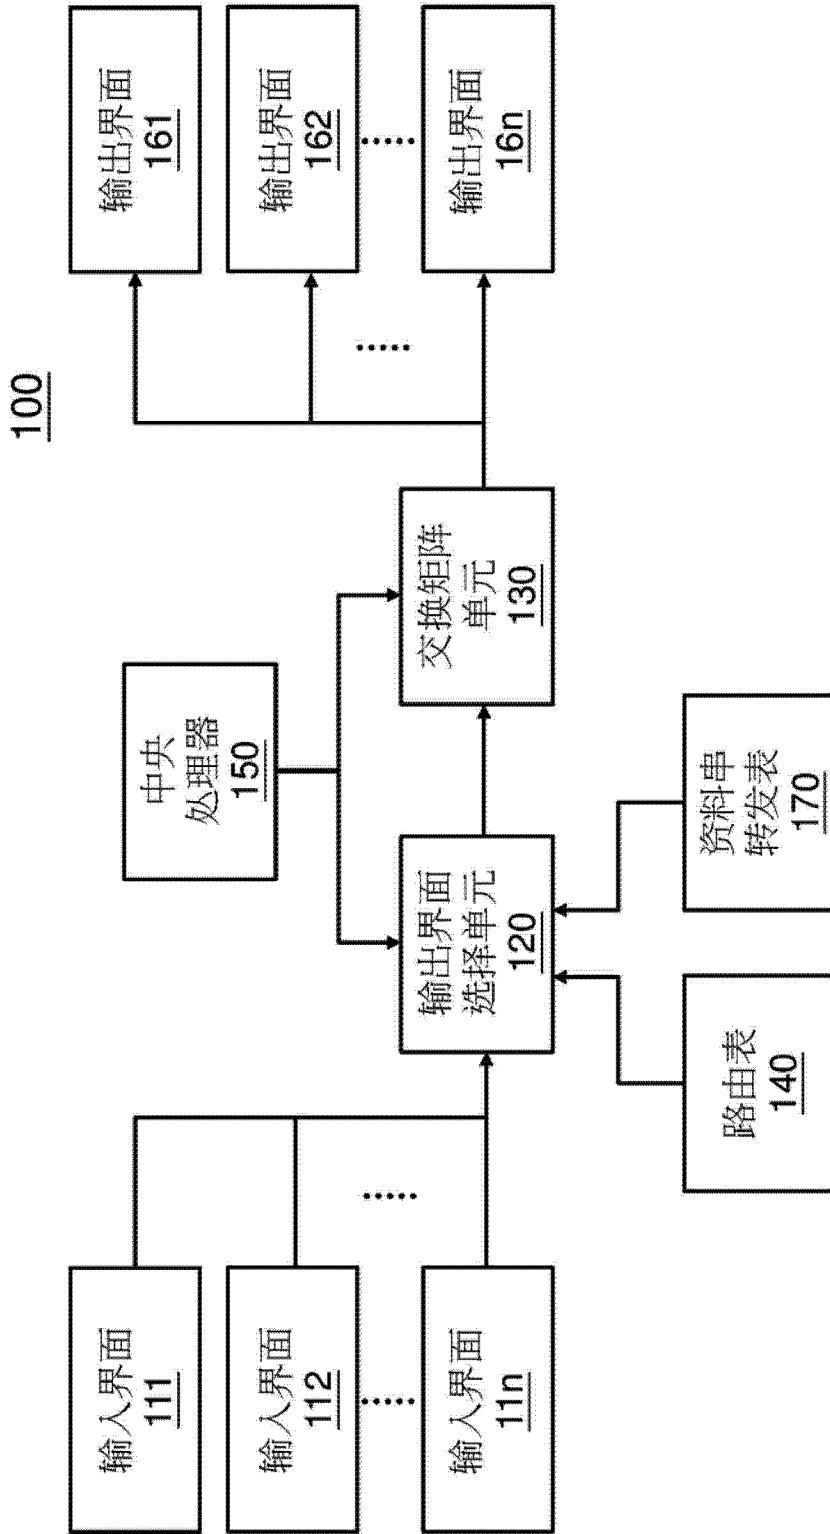 100
输入界面
111
输入界面
112
输入界面
11n
中央
处理器
150
输出界面
选择单元
120
交换矩阵
单元
130
路由表
140
资料串
转发表
170
输出界面
161
输出界面
162
输出界面
16n